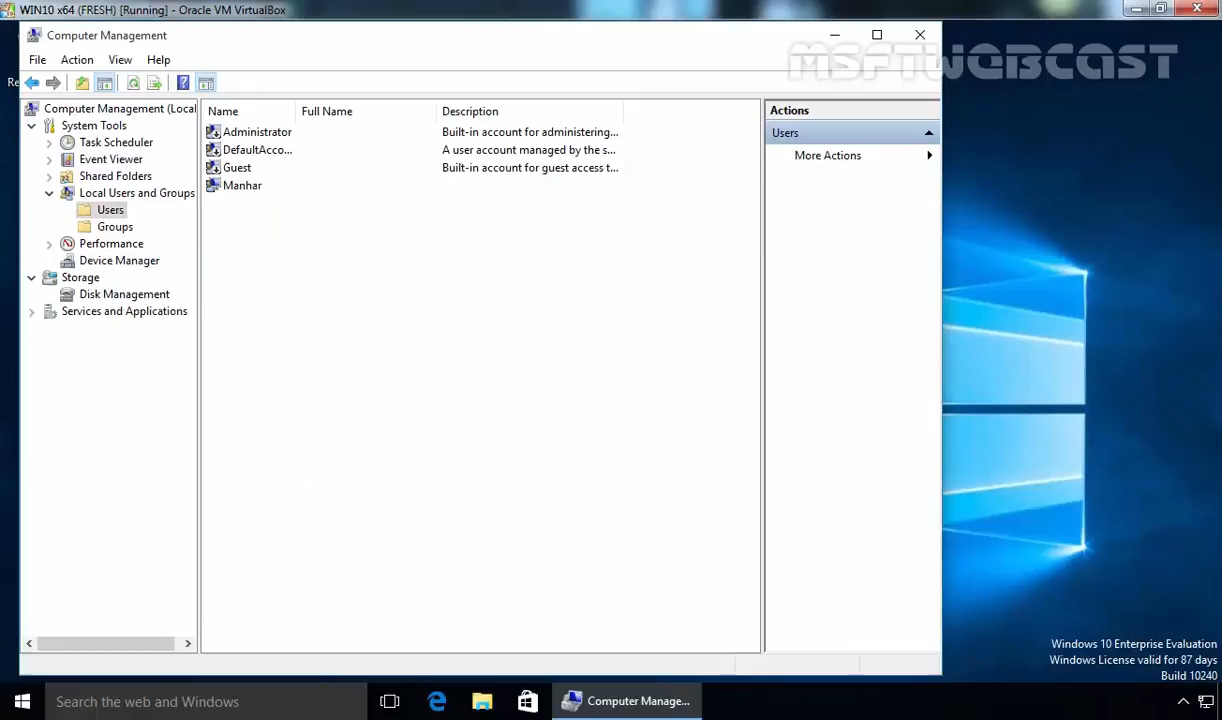 WIN10 x64 (FRESH) [Running] - Oracle VM VirtualBox
Computer Management
MSFTWEBCAST
File Action View Help
Re
Computer Management (Local
System Tools
Task Scheduler
Event Viewer
Shared Folders
Local Users and Groups
Users
Groups
Performance
Device Manager
Storage
Disk Management
Services and Applications
Name Full Name Description
Administrator Built-in account for administering...
DefaultAcco... A user account managed by the s...
Guest Built-in account for guest access t...
Manhar
Actions
Users
More Actions
Windows 10 Enterprise Evaluation
Windows License valid for 87 days
Build 10240
Search the web and Windows
Computer Manage...